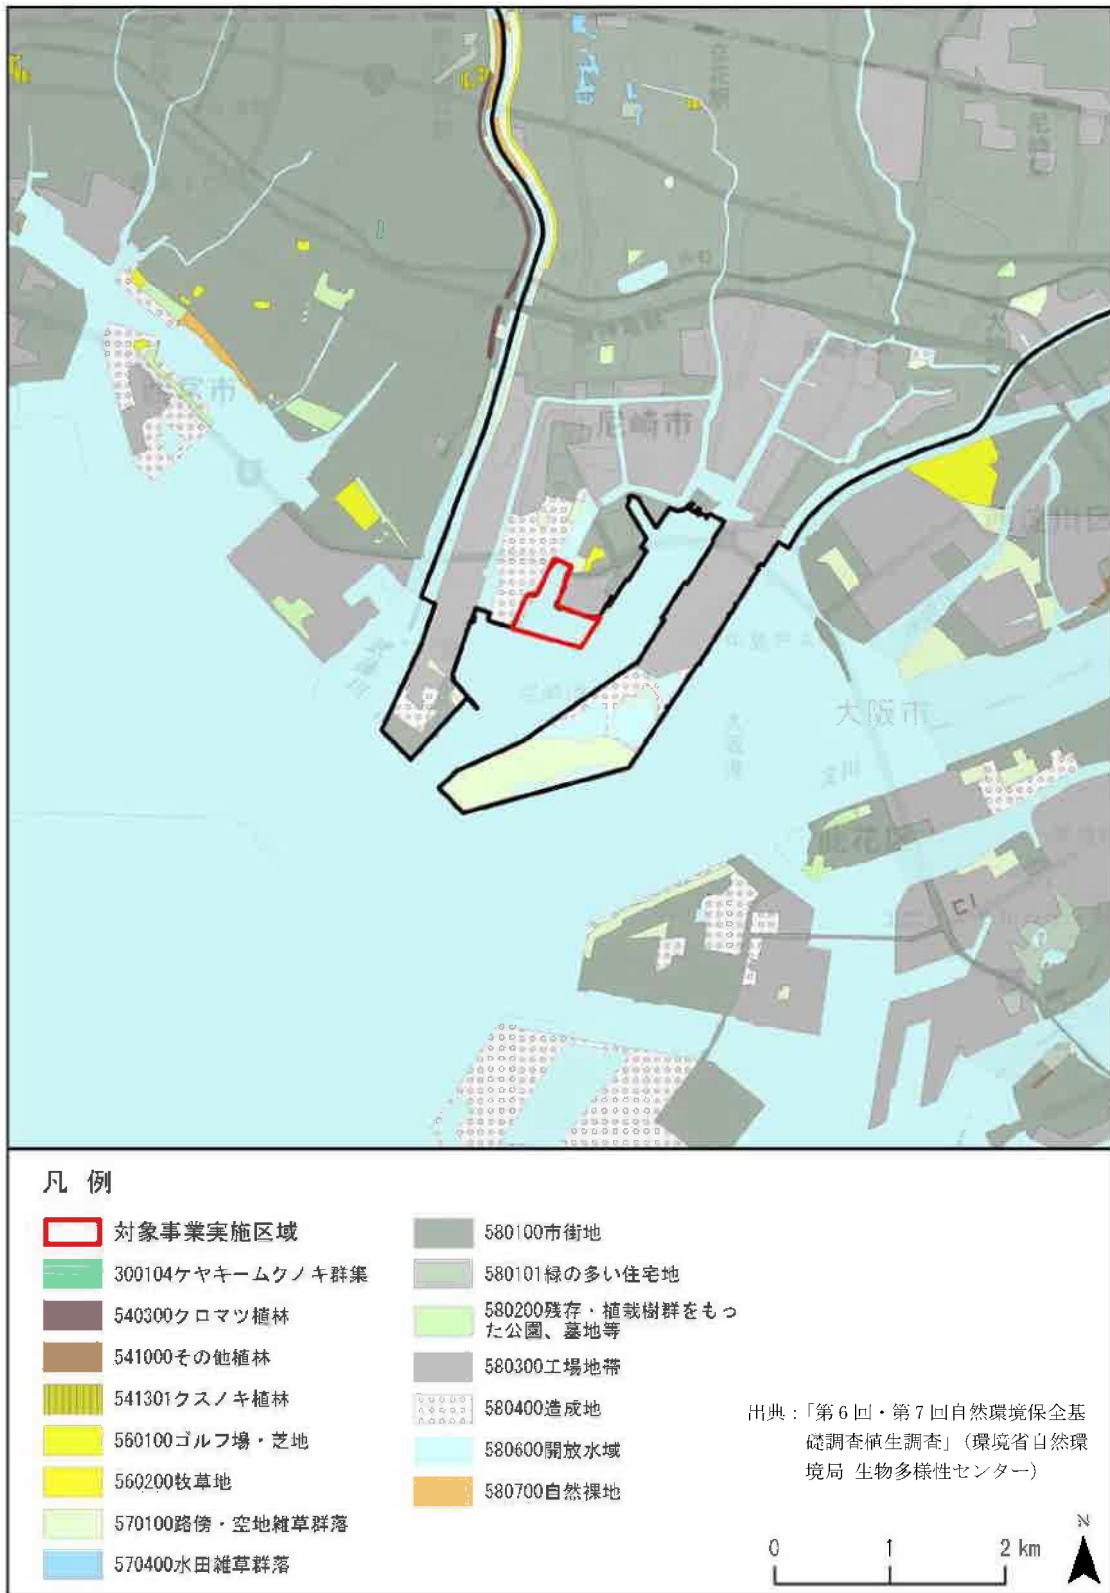 尼崎市
大阪市
此花区
凡 例
対象事業実施区域
300104ケヤキームクノキ群集
540300クロマツ植林
541000その他植林
541301クスノキ植林
560100ゴルフ場・芝地
560200牧草地
570100路傍・空地雑草群落
570400水田雑草群落
580100市街地
580101緑の多い住宅地
580200残存・植栽樹群をもっ
た公園、墓地等
580300工場地帯
580400造成地
580600開放水域
580700自然裸地
出典：「第6回・第7回自然環境保全基
礎調査植生調査」（環境省自然環
境局 生物多様性センター）
0 1 2 km
N